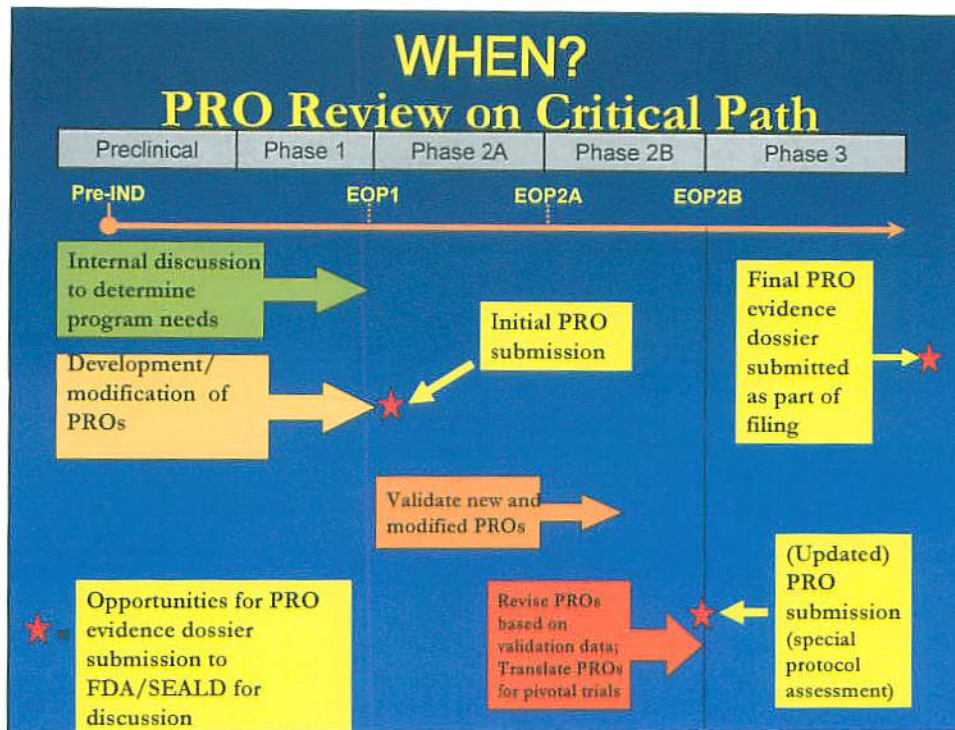 WHEN?
PRO Review on Critical Path
Preclinical
Phase 1
Phase 2A
Phase 2B
Phase 3
Pre-IND
EOP1
EOP2A
EOP2B
Internal discussion
to determine
program needs
Development/
modification of
PROs
Initial PRO
submission
Final PRO
evidence
dossier
submitted
as part of
filing
Validate new and
modified PROs
Revise PROs
based on
validation data;
Translate PROs
for pivotal trials
(Updated)
PRO
submission
(special
protocol
assessment)
=
Opportunities for PRO
evidence dossier
submission to
FDA/SEALD for
discussion